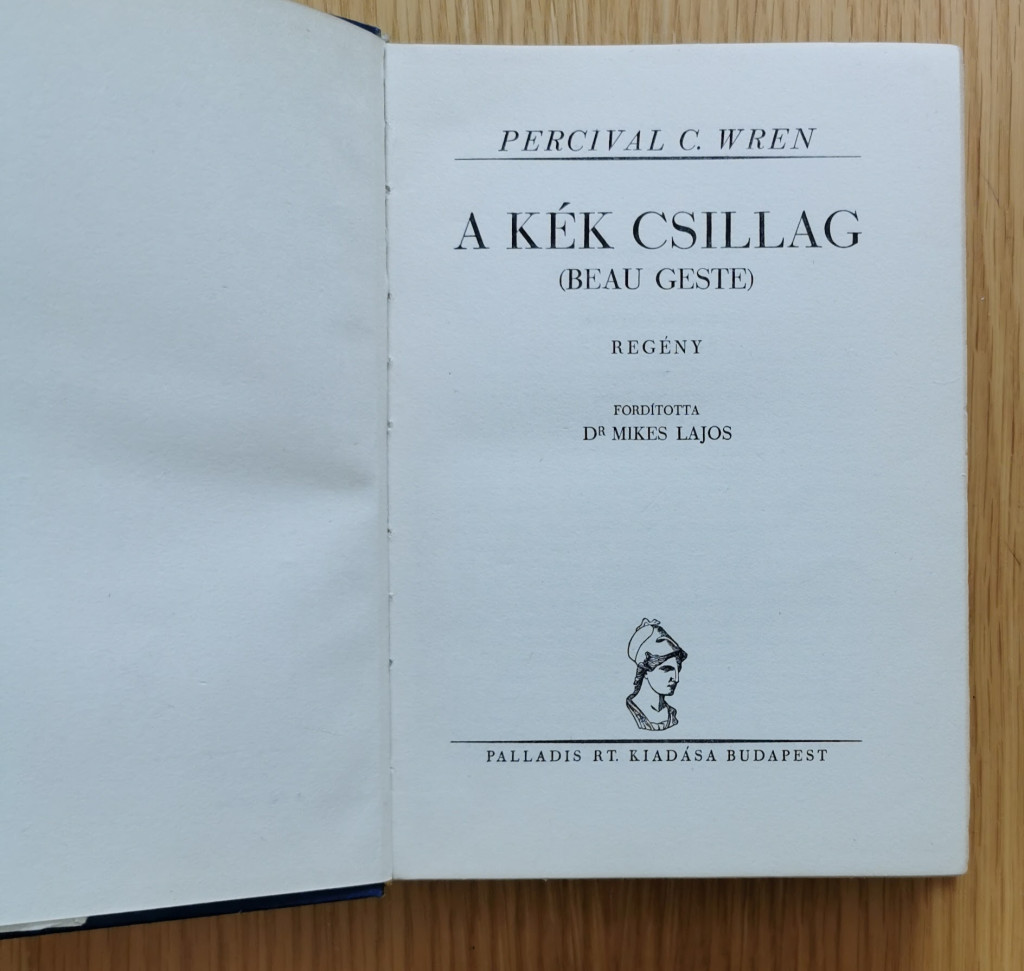 PERCIVAL C. WREN
A KÉK CSILLAG
(BEAU GESTE)
REGÉNY
FORDÍTOTTA
DR MIKES LAJOS
PALLADIS RT. KIADÁSA BUDAPEST